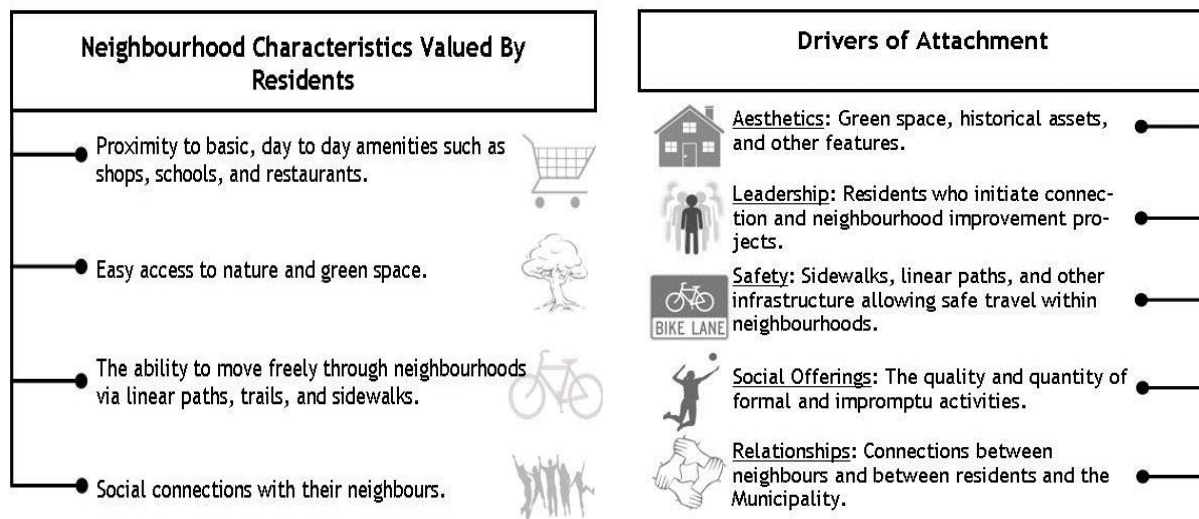 Neighbourhood Characteristics Valued By
Residents
Proximity to basic, day to day amenities such as
shops, schools, and restaurants.
Easy access to nature and green space.
The ability to move freely through neighbourhoods
via linear paths, trails, and sidewalks.
Social connections with their neighbours.
Drivers of Attachment
Aesthetics: Green space, historical assets,
and other features.
Leadership: Residents who initiate connec-
tion and neighbourhood improvement pro-
jects.
BIKE LANE
Safety: Sidewalks, linear paths, and other
infrastructure allowing safe travel within
neighbourhoods.
Social Offerings: The quality and quantity of
formal and impromptu activities.
Relationships: Connections between
neighbours and between residents and the
Municipality.